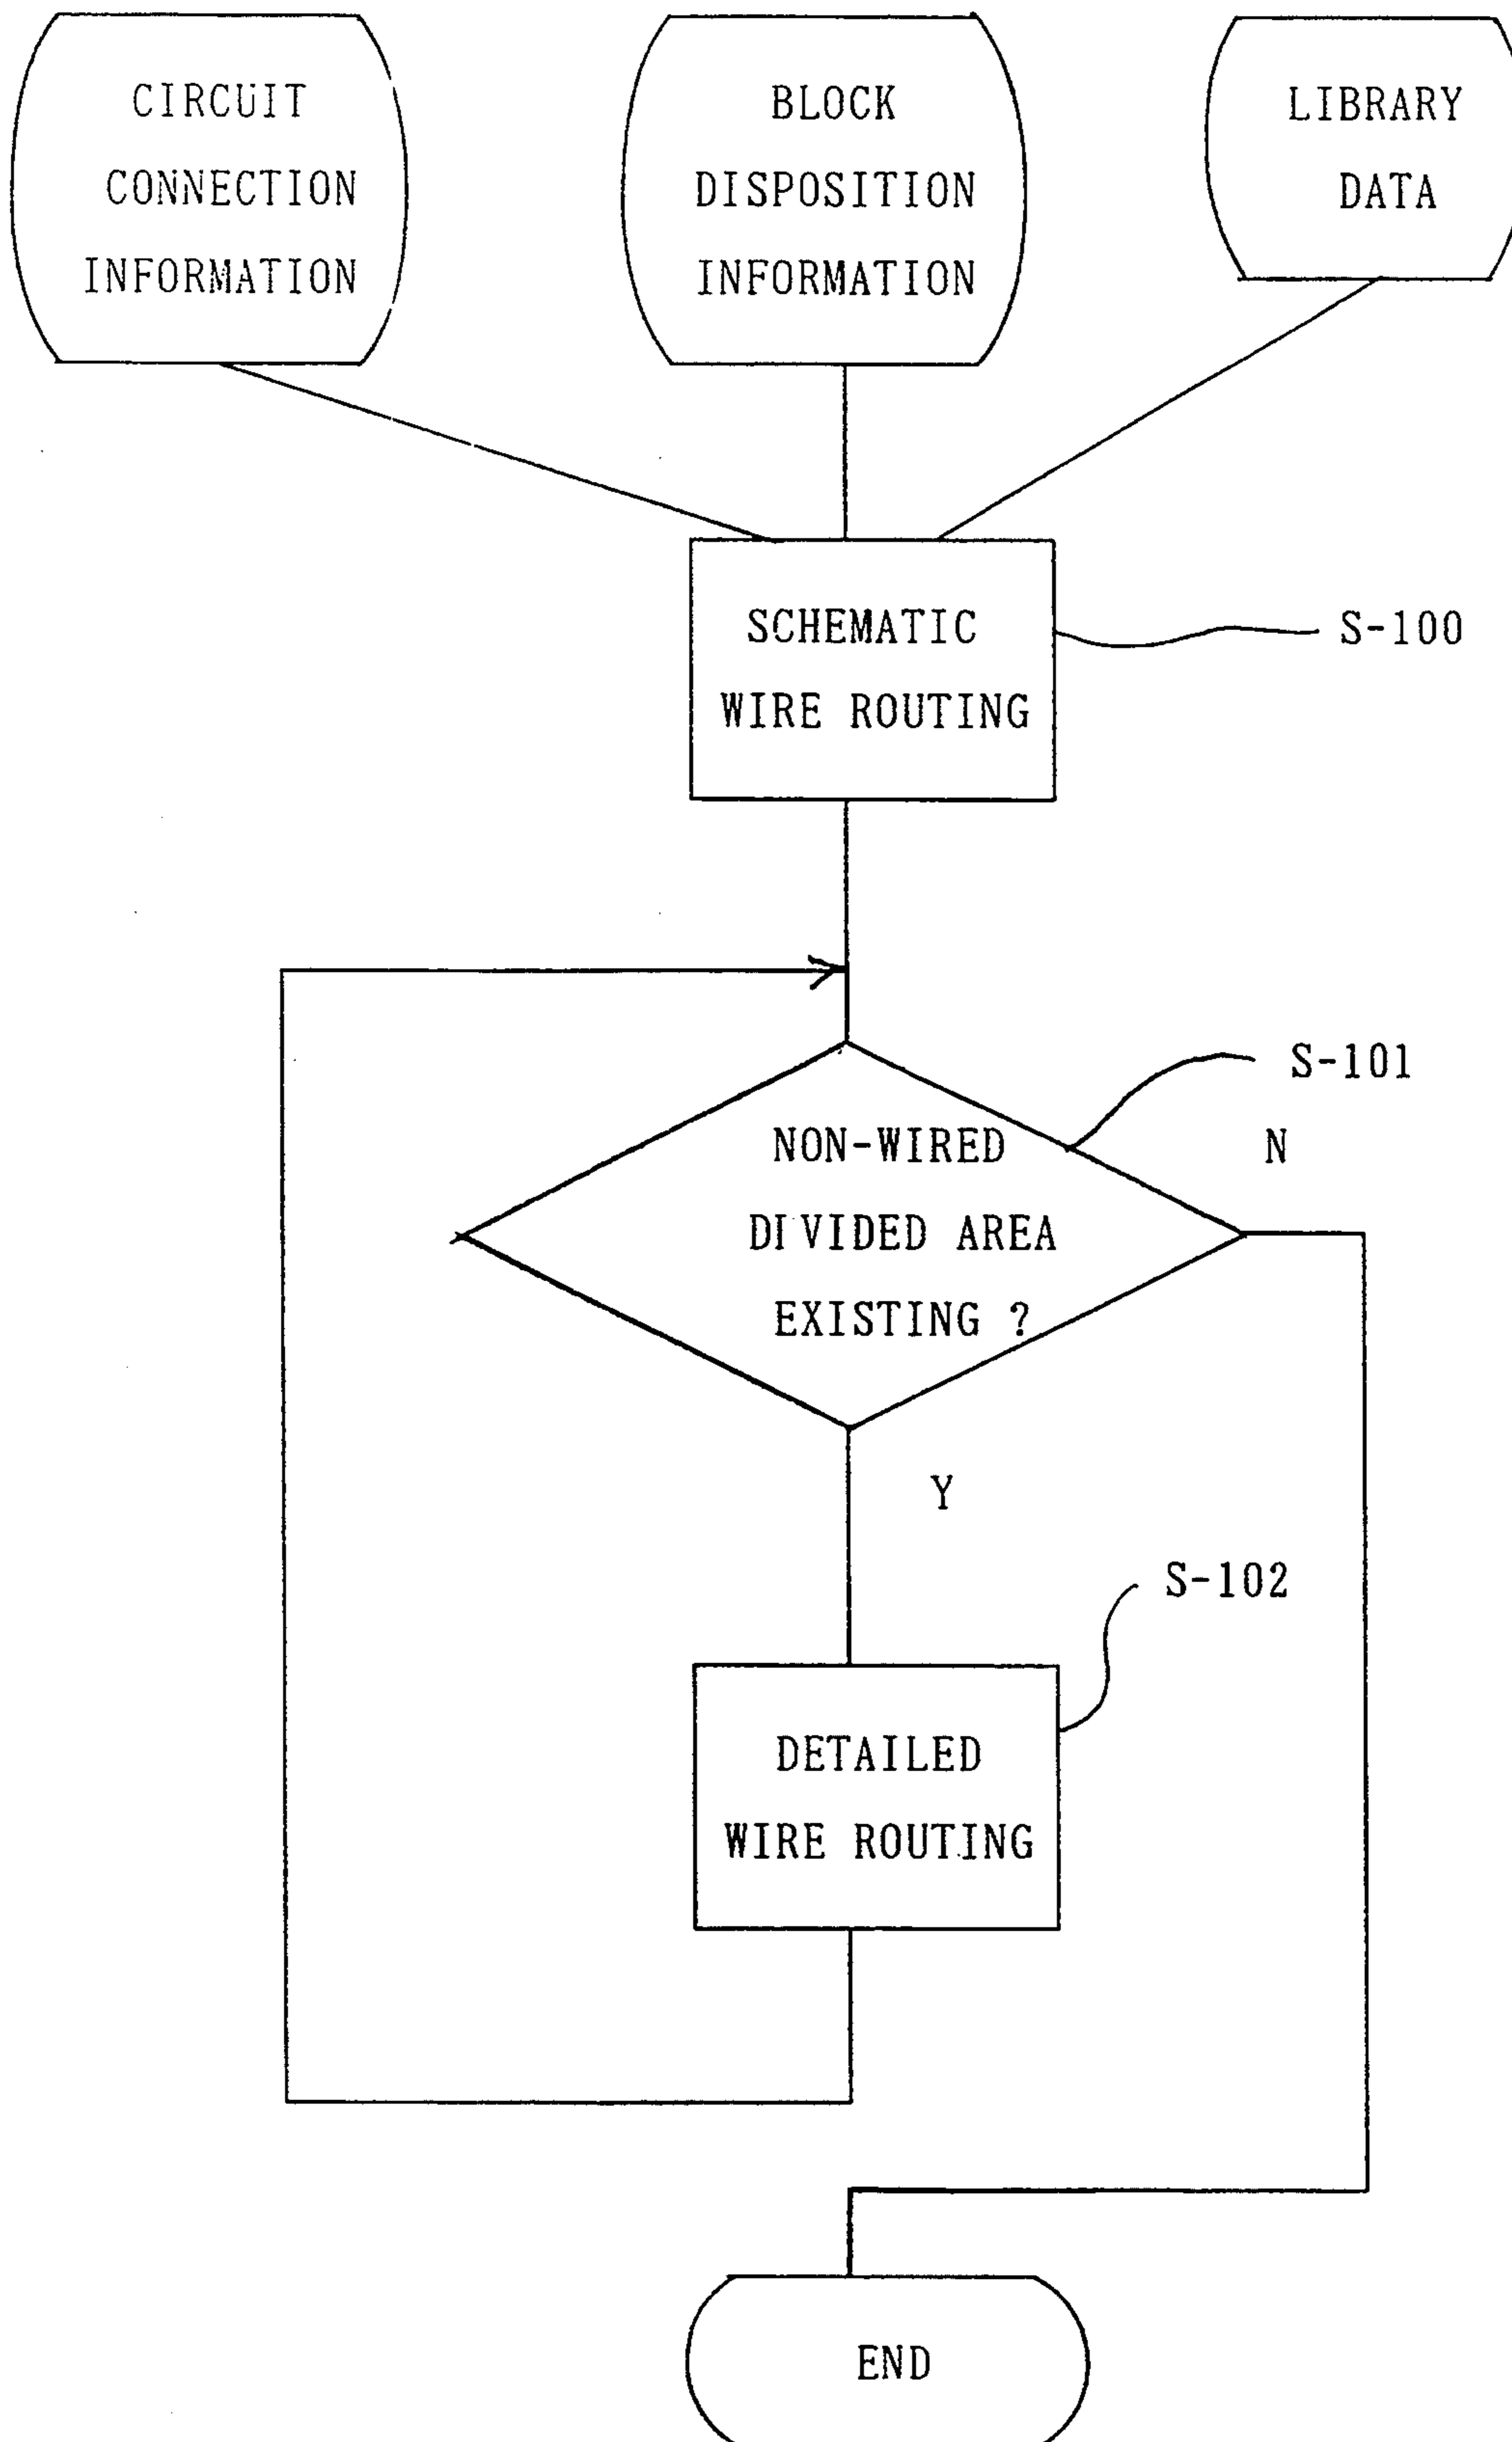 CIRCUIT
CONNECTION
INFORMATION
BLOCK
DISPOSITION
INFORMATION
LIBRARY
DATA
SCHEMATIC
WIRE ROUTING
S-100
S-101
N
NON-WIRED
DIVIDED AREA
EXISTING ?
Y
S-102
DETAILED
WIRE ROUTING
END